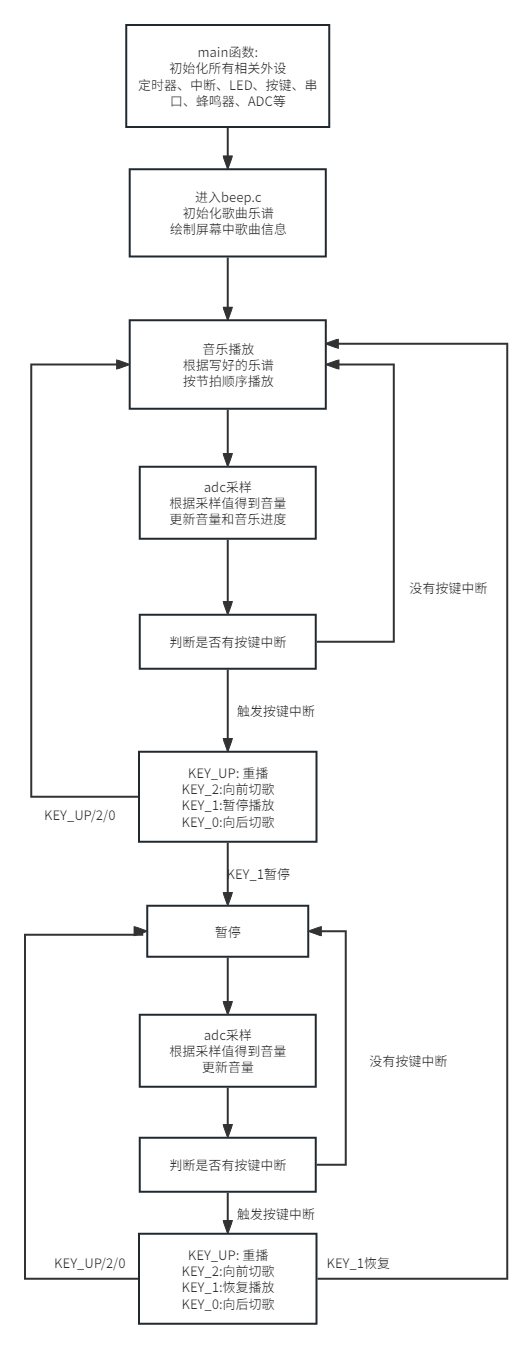 main函数:
初始化所有相关外设
定时器、中断、LED、按键、串
口、蜂鸣器、ADC等
进入beep.c
初始化歌曲乐谱
绘制屏幕中歌曲信息
音乐播放
根据写好的乐谱
按节拍顺序播放
adc采样
根据采样值得到音量
更新音量和音乐进度
没有按键中断
判断是否有按键中断
触发按键中断
KEY_UP: 重播
KEY_2:向前切歌
KEY_1:暂停播放
KEY_0:向后切歌
KEY_UP/2/0
KEY_1暂停
暂停
adc采样
根据采样值得到音量
更新音量
没有按键中断
判断是否有按键中断
触发按键中断
KEY_UP: 重播
KEY_2:向前切歌
KEY_1:恢复播放
KEY_0:向后切歌
KEY_UP/2/0
KEY_1恢复